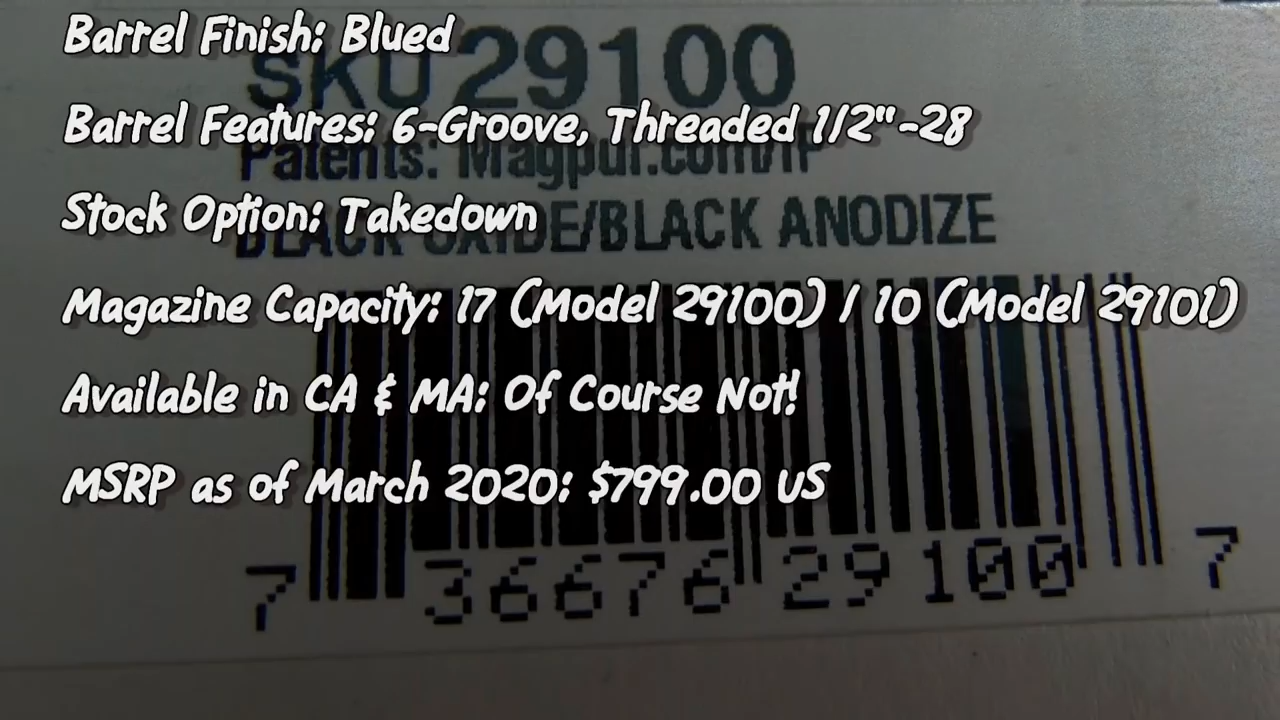 Barrel Finish: Blued
SKU 29100
Barrel Features: 6-Groove, Threaded 1/2"-28
Patents: Magpul.com/IP
Stock Option: Takedown
BLACK OXIDE/BLACK ANODIZE
Magazine Capacity: 17 (Model 29100) / 10 (Model 29101)
Available in CA & MA: Of Course Not!
MSRP as of March 2020: $799.00 US
7 36676 29100 7